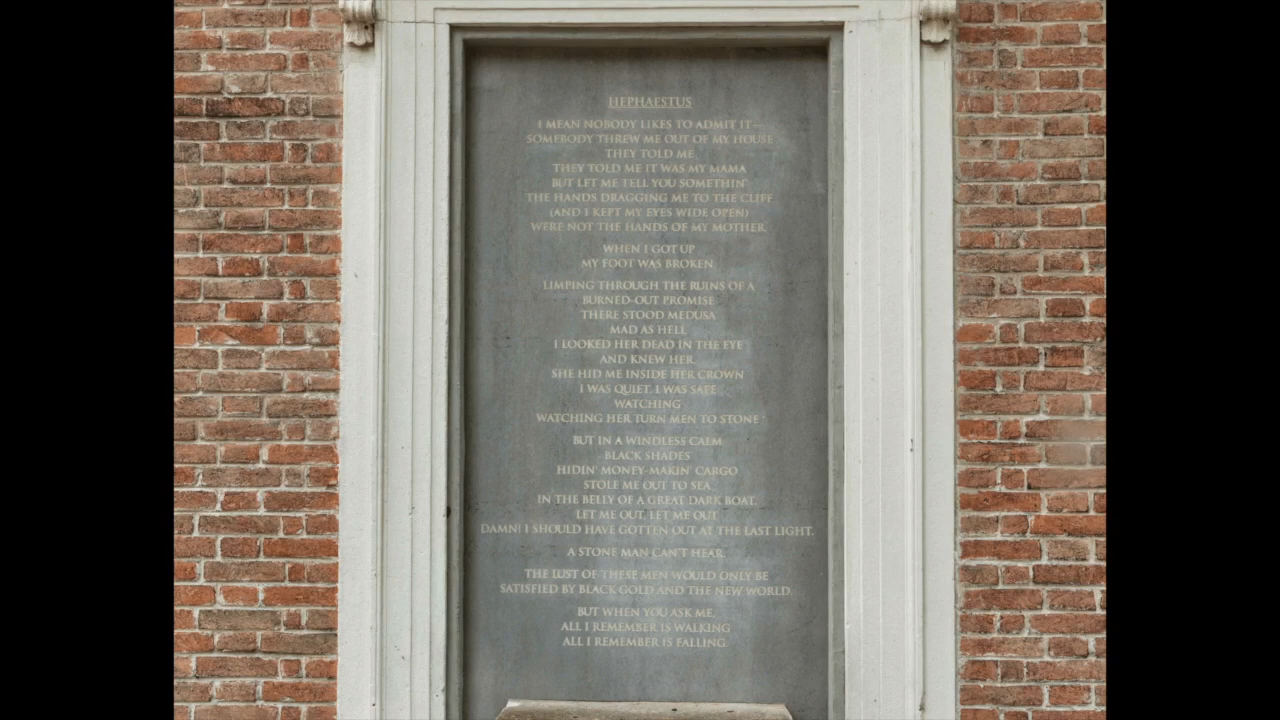 HEPHAESTUS
I MEAN NOBODY LIKES TO ADMIT IT—
SOMEBODY THREW ME OUT OF MY HOUSE
THEY TOLD ME
THEY TOLD ME IT WAS MY MAMA
BUT LET ME TELL YOU SOMETHIN'
THE HANDS DRAGGING ME TO THE CLIFF
(AND I KEPT MY EYES WIDE OPEN)
WERE NOT THE HANDS OF MY MOTHER.
WHEN I GOT UP
MY FOOT WAS BROKEN
LIMPING THROUGH THE RUINS OF A
BURNED-OUT PROMISE
THERE STOOD MEDUSA
MAD AS HELL
I LOOKED HER DEAD IN THE EYE
AND KNEW HER.
SHE HID ME INSIDE HER CROWN
I WAS QUIET. I WAS SAFE
WATCHING
WATCHING HER TURN MEN TO STONE
BUT IN A WINDLESS CALM
BLACK SHADES
HIDIN' MONEY-MAKIN' CARGO
STOLE ME OUT TO SEA
IN THE BELLY OF A GREAT DARK BOAT.
LET ME OUT. LET ME OUT
DAMN! I SHOULD HAVE GOTTEN OUT AT THE LAST LIGHT.
A STONE MAN CAN'T HEAR.
THE LUST OF THESE MEN WOULD ONLY BE
SATISFIED BY BLACK GOLD AND THE NEW WORLD.
BUT WHEN YOU ASK ME,
ALL I REMEMBER IS WALKING
ALL I REMEMBER IS FALLING.